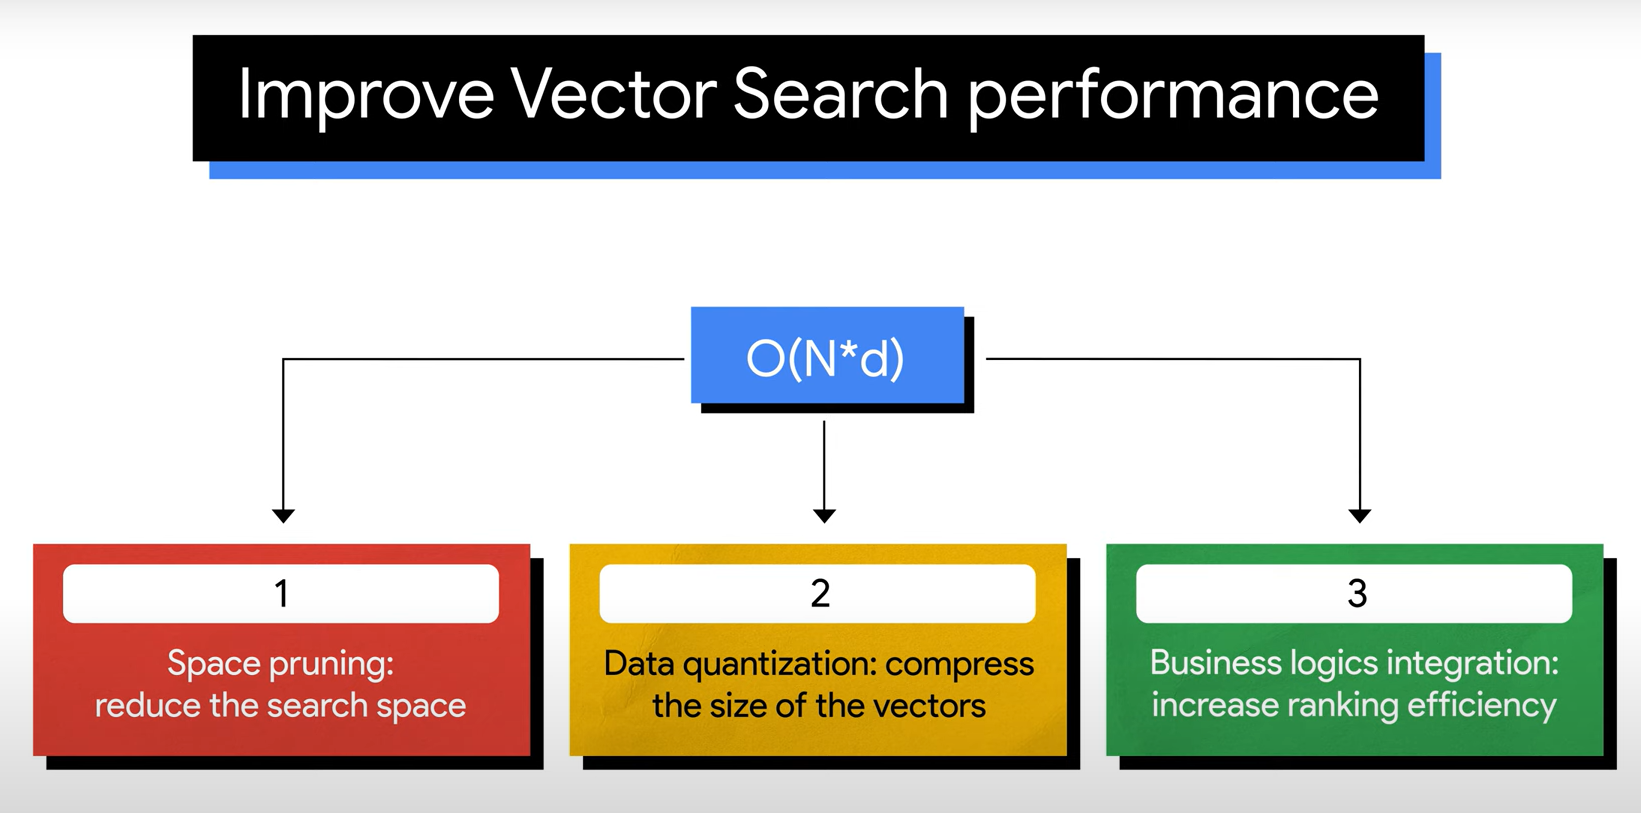 Improve Vector Search performance
O(N*d)
1
Space pruning:
reduce the search space
2
Data quantization: compress
the size of the vectors
3
Business logics integration:
increase ranking efficiency